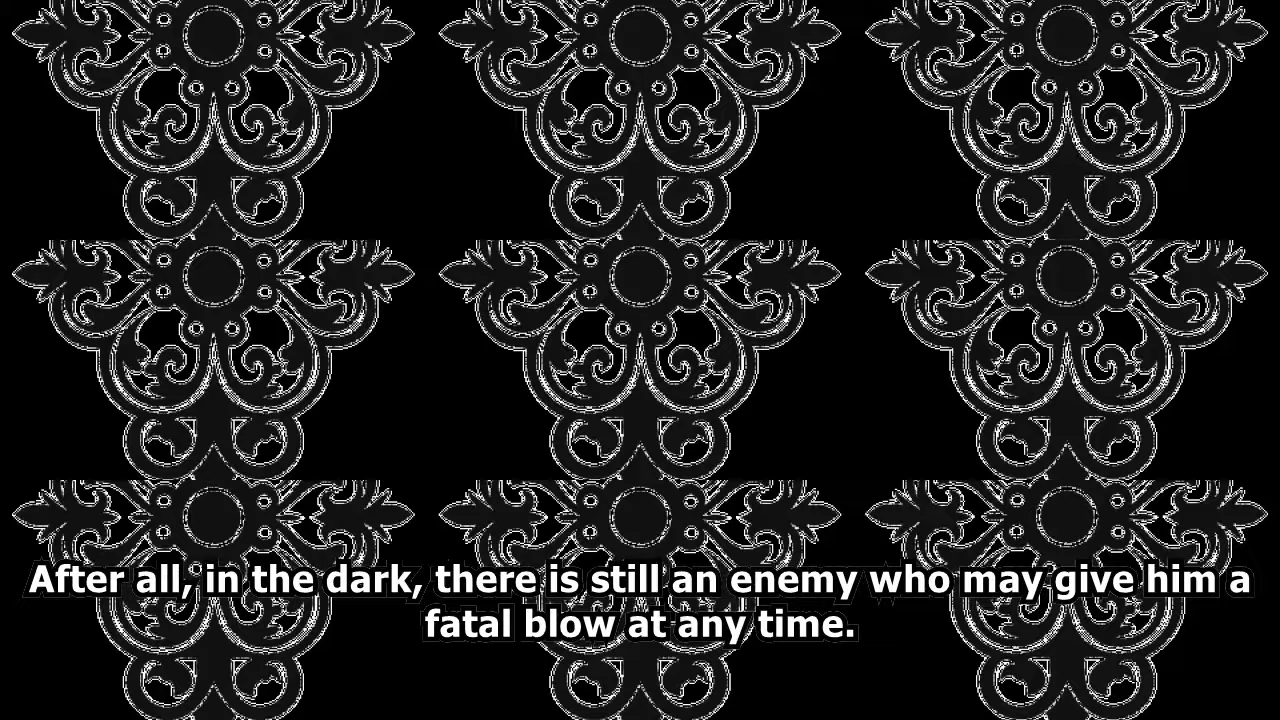 After all, in the dark, there is still an enemy who may give him a
fatal blow at any time.